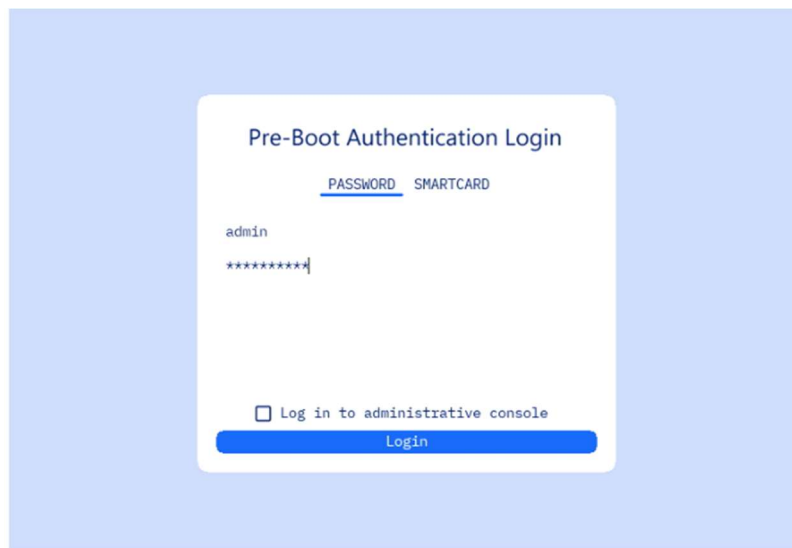 Pre-Boot Authentication Login
PASSWORD SMARTCARD
admin
**********
Log in to administrative console
Login